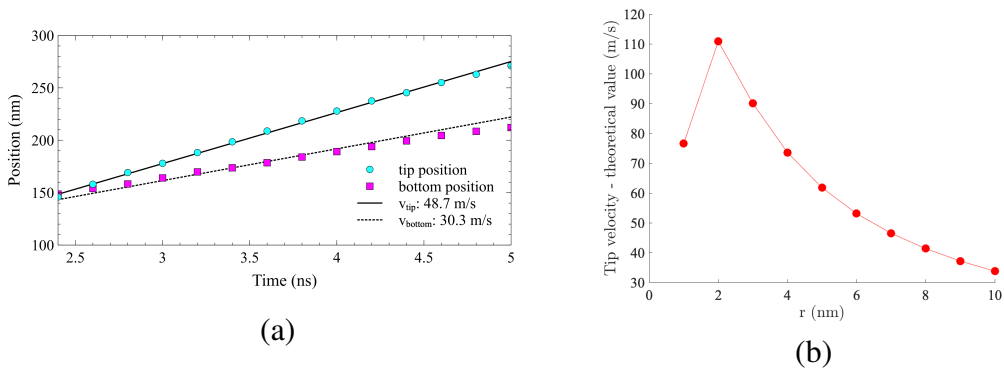 300
250
200
150
100
Position (nm)
tip position
bottom position
v_tip: 48.7 m/s
v_bottom: 30.3 m/s
2.5 3 3.5 4 4.5 5
Time (ns)
(a)
120
110
100
90
80
70
60
50
40
30
Tip velocity - theoretical value (m/s)
0 2 4 6 8 10
r (nm)
(b)